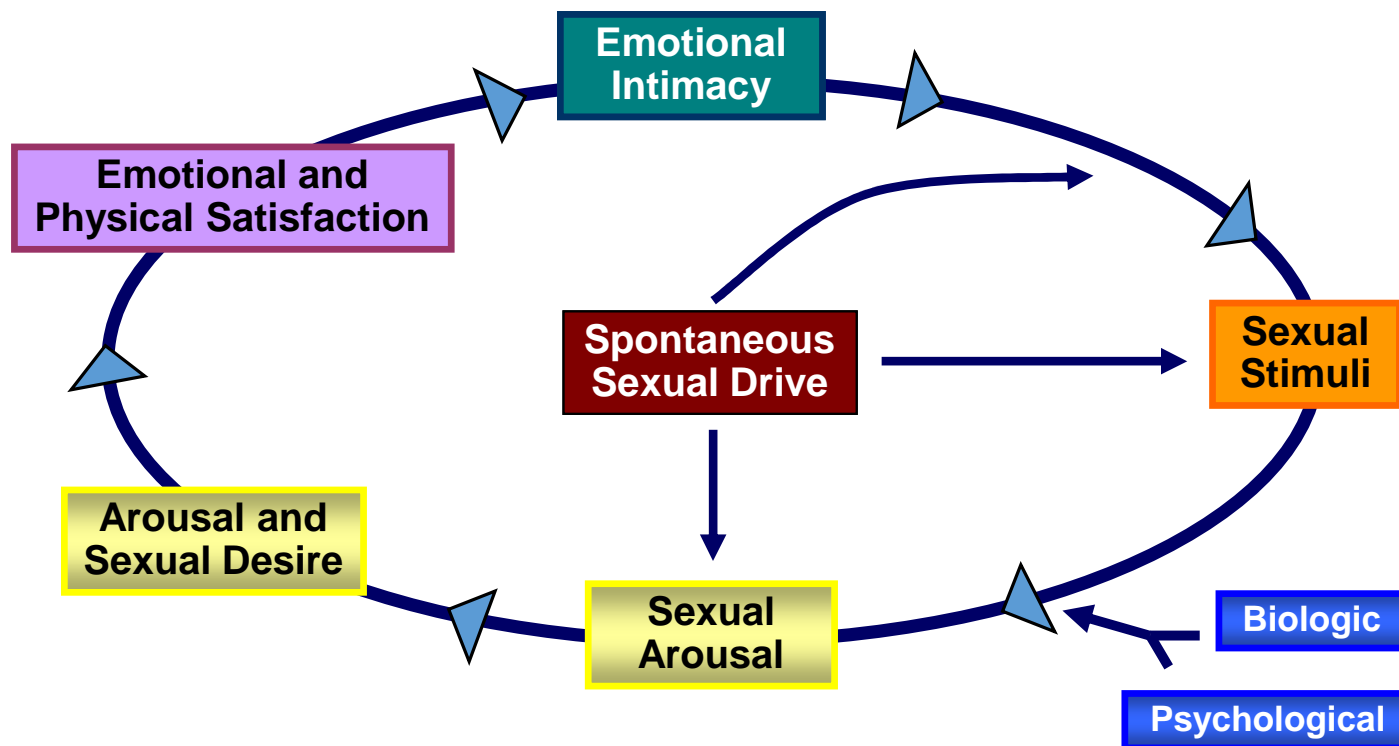 Emotional
Intimacy
Emotional and
Physical Satisfaction
Spontaneous
Sexual Drive
Sexual
Stimuli
Arousal and
Sexual Desire
Sexual
Arousal
Biologic
Psychological